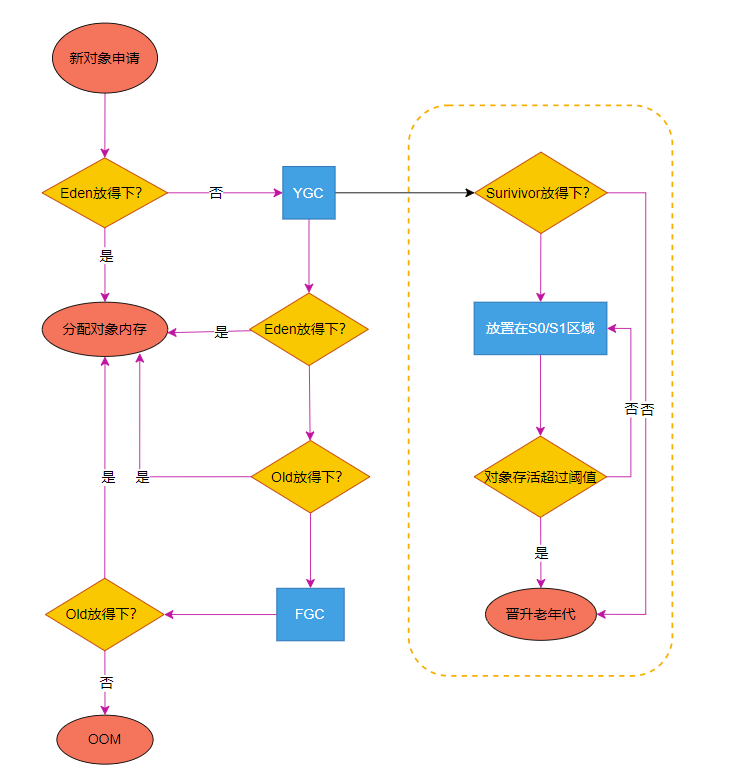 新对象申请
Eden放得下？
否
YGC
Surivivor放得下？
是
分配对象内存
是
Eden放得下？
放置在S0/S1区域
否
否
是
是
Old放得下？
对象存活超过阈值
是
Old放得下？
FGC
晋升老年代
否
OOM